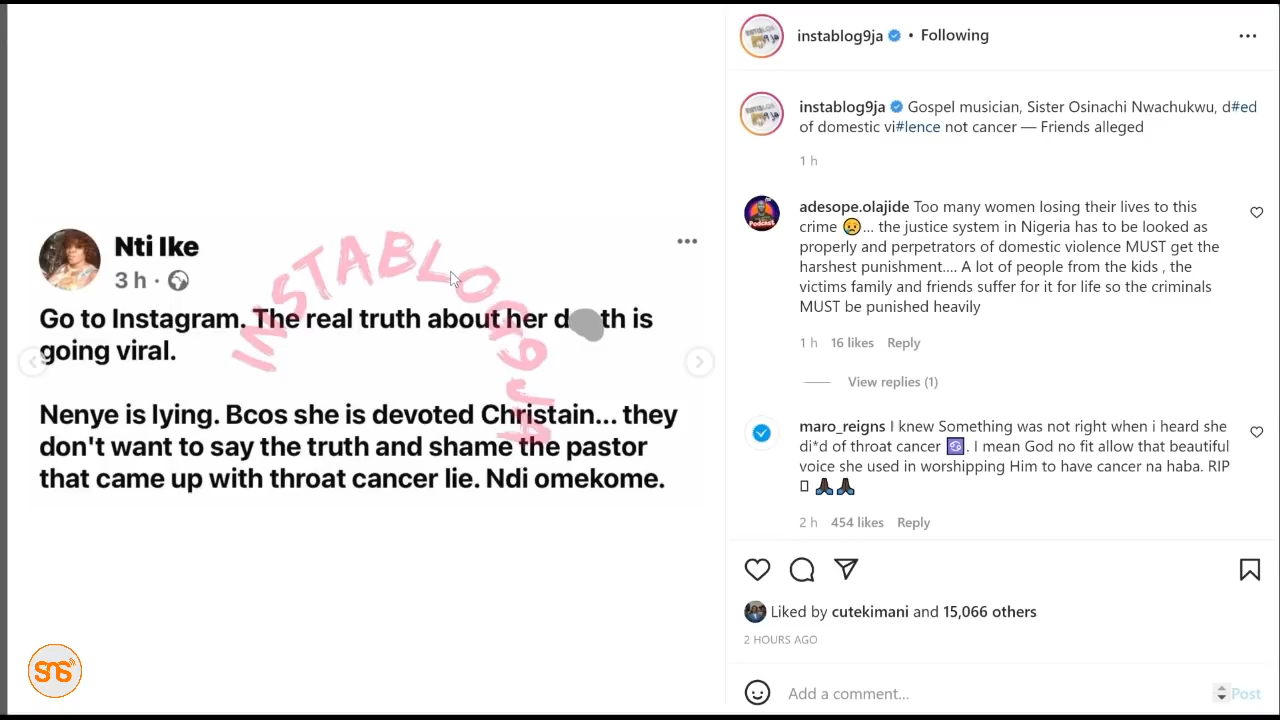 Nti Ike
3 h ·
Go to Instagram. The real truth about her d th is
going viral.
Nenye is lying. Bcos she is devoted Christain... they
don't want to say the truth and shame the pastor
that came up with throat cancer lie. Ndi omekome.
INSTABLOG9JA
SNS
instablog9ja • Following
instablog9ja Gospel musician, Sister Osinachi Nwachukwu, d#ed
of domestic vi#lence not cancer — Friends alleged
1 h
adesope.olajide Too many women losing their lives to this
crime 😥... the justice system in Nigeria has to be looked as
properly and perpetrators of domestic violence MUST get the
harshest punishment.... A lot of people from the kids , the
victims family and friends suffer for it for life so the criminals
MUST be punished heavily
1 h 16 likes Reply
View replies (1)
maro_reigns I knew Something was not right when i heard she
di*d of throat cancer ♋. I mean God no fit allow that beautiful
voice she used in worshipping Him to have cancer na haba. RIP
🙏🏿🙏🏿
2 h 454 likes Reply
Liked by cutekimani and 15,066 others
2 HOURS AGO
Add a comment...
Post